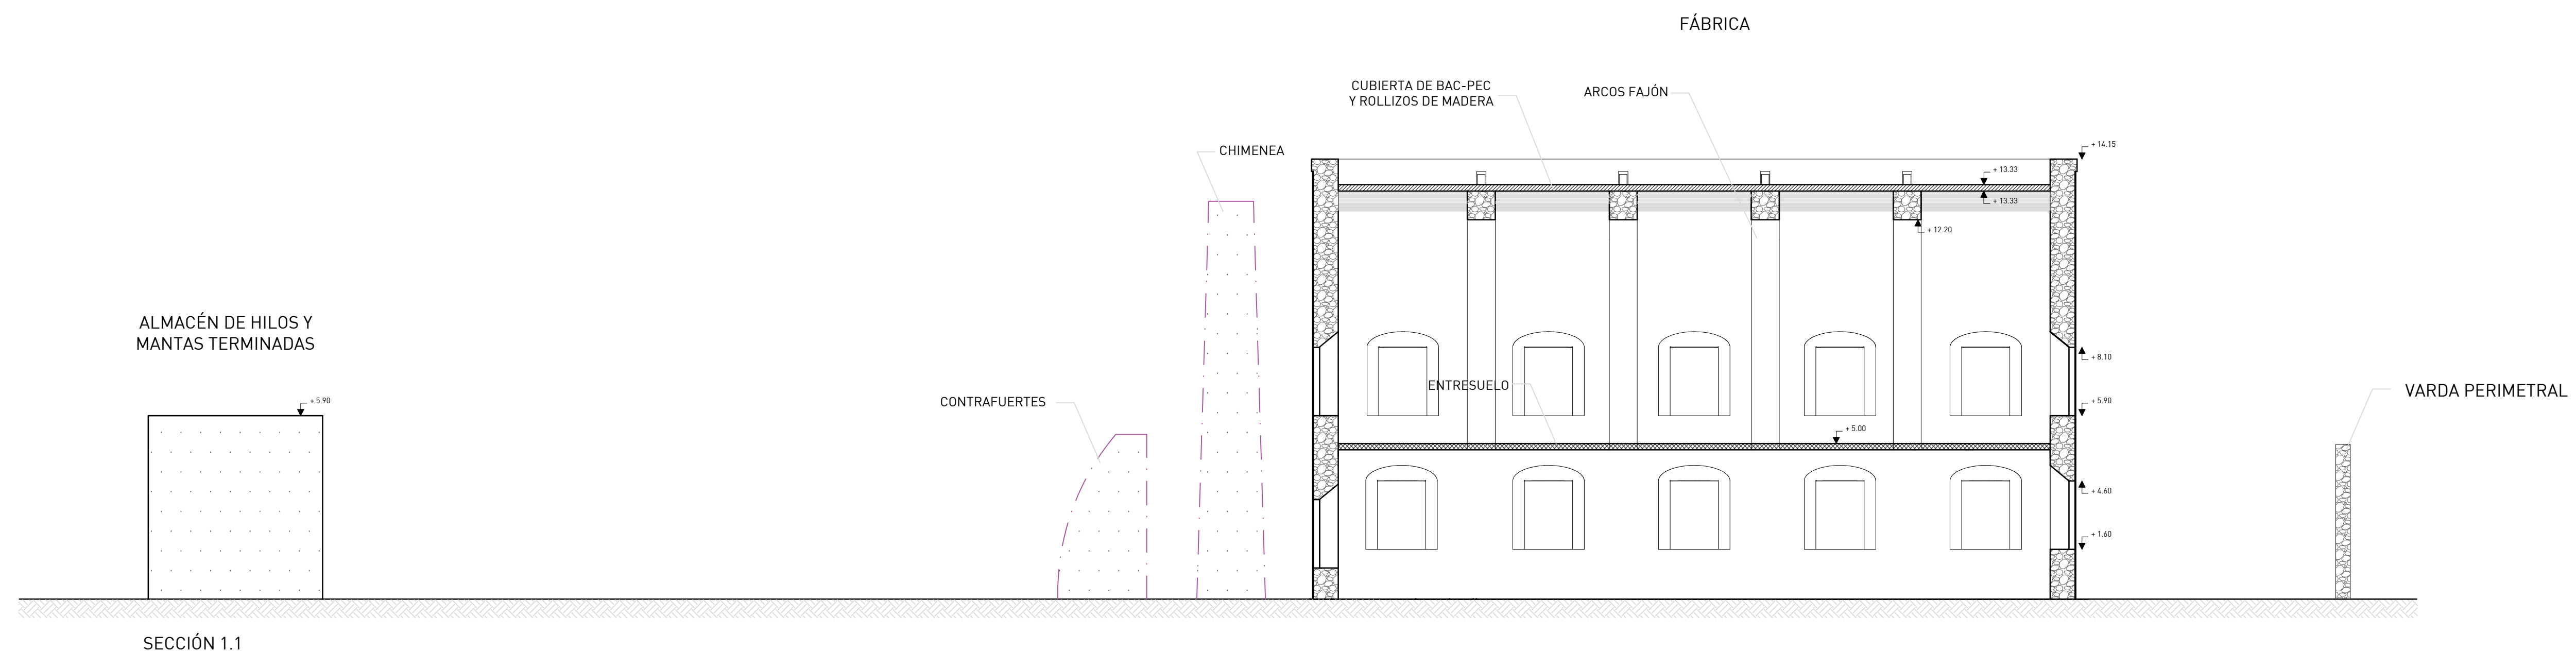 FÁBRICA
CUBIERTA DE BAC-PEC
Y ROLLIZOS DE MADERA
ARCOS FAJÓN
CHIMENEA
+ 14.15
+ 13.33
+ 13.33
+ 12.20
ALMACÉN DE HILOS Y
MANTAS TERMINADAS
+ 8.10
ENTRESUELO
VARDA PERIMETRAL
CONTRAFUERTES
+ 5.90
+ 5.90
+ 5.00
+ 4.60
+ 1.60
SECCIÓN 1.1